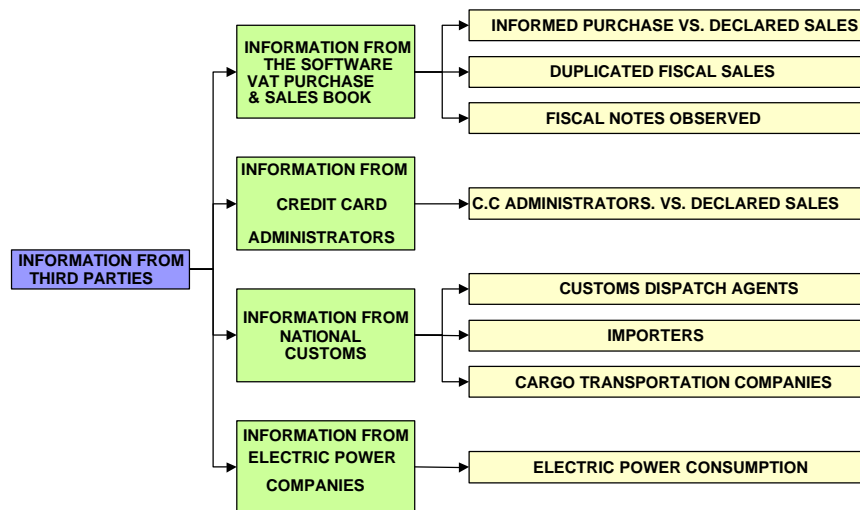 INFORMATION FROM
THIRD PARTIES
INFORMATION FROM
THE SOFTWARE
VAT PURCHASE
& SALES BOOK
INFORMED PURCHASE VS. DECLARED SALES
DUPLICATED FISCAL SALES
FISCAL NOTES OBSERVED
INFORMATION FROM
CREDIT CARD
ADMINISTRATORS
C.C ADMINISTRATORS. VS. DECLARED SALES
INFORMATION FROM
NATIONAL
CUSTOMS
CUSTOMS DISPATCH AGENTS
IMPORTERS
CARGO TRANSPORTATION COMPANIES
INFORMATION FROM
ELECTRIC POWER
COMPANIES
ELECTRIC POWER CONSUMPTION